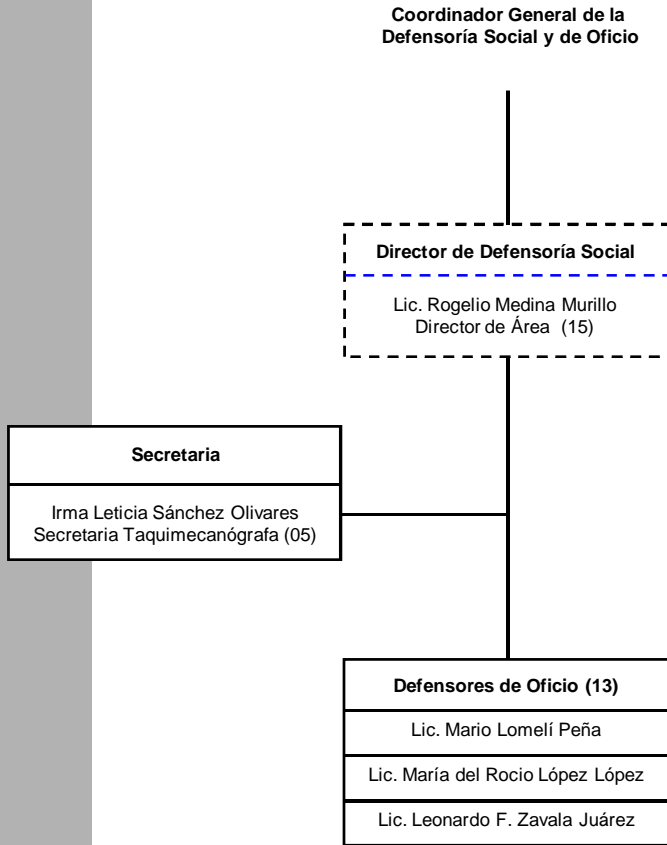 Coordinador General de la
Defensoría Social y de Oficio
Director de Defensoría Social
Lic. Rogelio Medina Murillo
Director de Área (15)
Secretaria
Irma Leticia Sánchez Olivares
Secretaria Taquimecanógrafa (05)
Defensores de Oficio (13)
Lic. Mario Lomelí Peña
Lic. María del Rocio López López
Lic. Leonardo F. Zavala Juárez